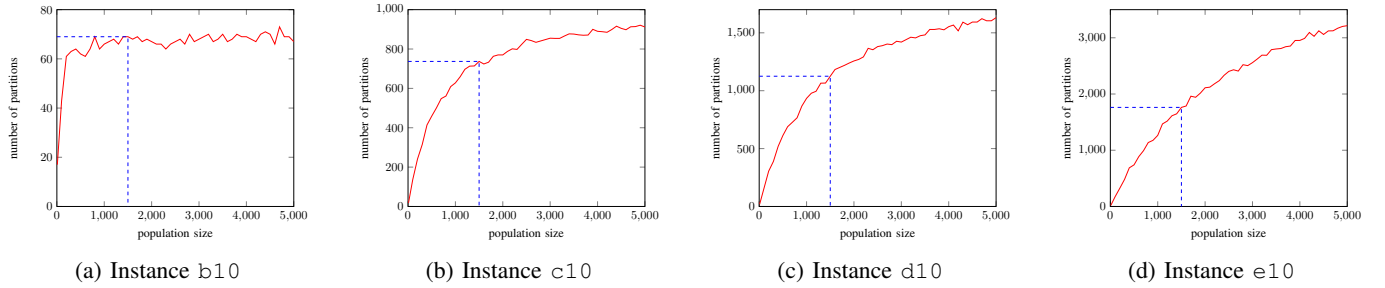 number of partitions
80
60
40
20
0
0 1,000 2,000 3,000 4,000 5,000
population size
(a) Instance b10
number of partitions
1,000
800
600
400
200
0
0 1,000 2,000 3,000 4,000 5,000
population size
(b) Instance c10
number of partitions
1,500
1,000
500
0
0 1,000 2,000 3,000 4,000 5,000
population size
(c) Instance d10
number of partitions
3,000
2,000
1,000
0
0 1,000 2,000 3,000 4,000 5,000
population size
(d) Instance e10